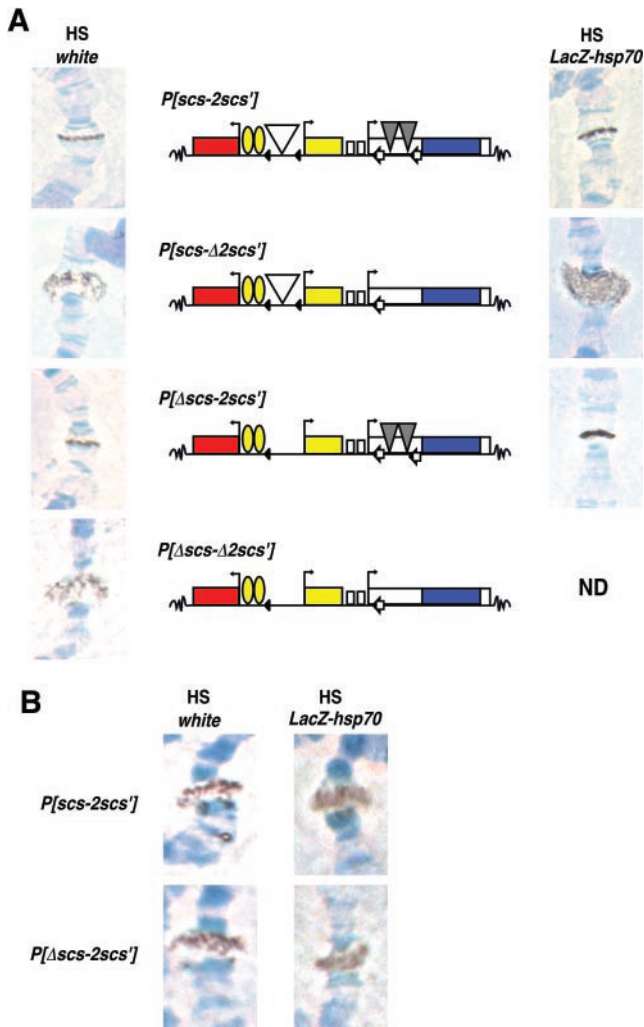 A
HS
white
HS
LacZ-hsp70
P[scs-2scs']
P[scs-Δ2scs']
P[Δscs-2scs']
P[Δscs-Δ2scs']
ND
B
HS
white
HS
LacZ-hsp70
P[scs-2scs']
P[Δscs-2scs']